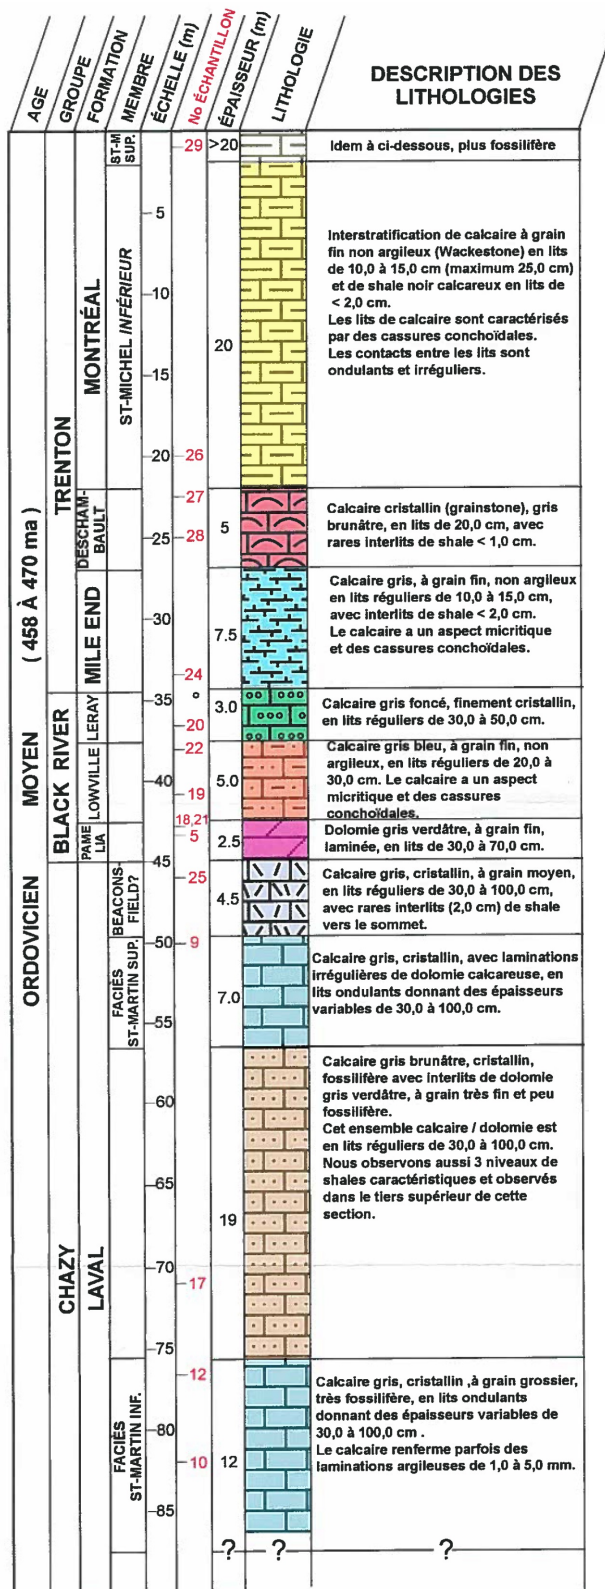 AGE
GROUPE
FORMATION
MEMBRE
ÉCHELLE (m)
No ÉCHANTILLON
ÉPAISSEUR (m)
LITHOLOGIE
DESCRIPTION DES
LITHOLOGIES
ORDOVICIEN MOYEN ( 458 À 470 ma )
TRENTON
BLACK RIVER
CHAZY
MONTRÉAL
DESCHAM-
BAULT
MILE END
LERAY
LOWVILLE
PAME
LIA
LAVAL
ST-M
SUP.
ST-MICHEL INFÉRIEUR
BEACONS-
FIELD?
FACIÈS
ST-MARTIN SUP.
FACIÈS
ST-MARTIN INF.
5
10
15
20
25
30
35
40
45
50
55
60
65
70
75
80
85
29
26
27
28
24
20
22
19
18,21
5
25
9
17
12
10
>20
20
5
7.5
3.0
5.0
2.5
4.5
7.0
19
12
Idem à ci-dessous, plus fossilifère
Interstratification de calcaire à grain
fin non argileux (Wackestone) en lits
de 10,0 à 15,0 cm (maximum 25,0 cm)
et de shale noir calcareux en lits de
< 2,0 cm.
Les lits de calcaire sont caractérisés
par des cassures conchoïdales.
Les contacts entre les lits sont
ondulants et irréguliers.
Calcaire cristallin (grainstone), gris
brunâtre, en lits de 20,0 cm, avec
rares interlits de shale < 1,0 cm.
Calcaire gris, à grain fin, non argileux
en lits réguliers de 10,0 à 15,0 cm,
avec interlits de shale < 2,0 cm.
Le calcaire a un aspect micritique
et des cassures conchoïdales.
Calcaire gris foncé, finement cristallin,
en lits réguliers de 30,0 à 50,0 cm.
Calcaire gris bleu, à grain fin, non
argileux, en lits réguliers de 20,0 à
30,0 cm. Le calcaire a un aspect
micritique et des cassures
conchoïdales.
Dolomie gris verdâtre, à grain fin,
laminée, en lits de 30,0 à 70,0 cm.
Calcaire gris, cristallin, à grain moyen,
en lits réguliers de 30,0 à 100,0 cm,
avec rares interlits (2,0 cm) de shale
vers le sommet.
Calcaire gris, cristallin, avec laminations
irrégulières de dolomie calcareuse, en
lits ondulants donnant des épaisseurs
variables de 30,0 à 100,0 cm.
Calcaire gris brunâtre, cristallin,
fossilifère avec interlits de dolomie
gris verdâtre, à grain très fin et peu
fossilifère.
Cet ensemble calcaire / dolomie est
en lits réguliers de 30,0 à 100,0 cm.
Nous observons aussi 3 niveaux de
shales caractéristiques et observés
dans le tiers supérieur de cette
section.
Calcaire gris, cristallin ,à grain grossier,
très fossilifère, en lits ondulants
donnant des épaisseurs variables de
30,0 à 100,0 cm .
Le calcaire renferme parfois des
laminations argileuses de 1,0 à 5,0 mm.
? ? ?